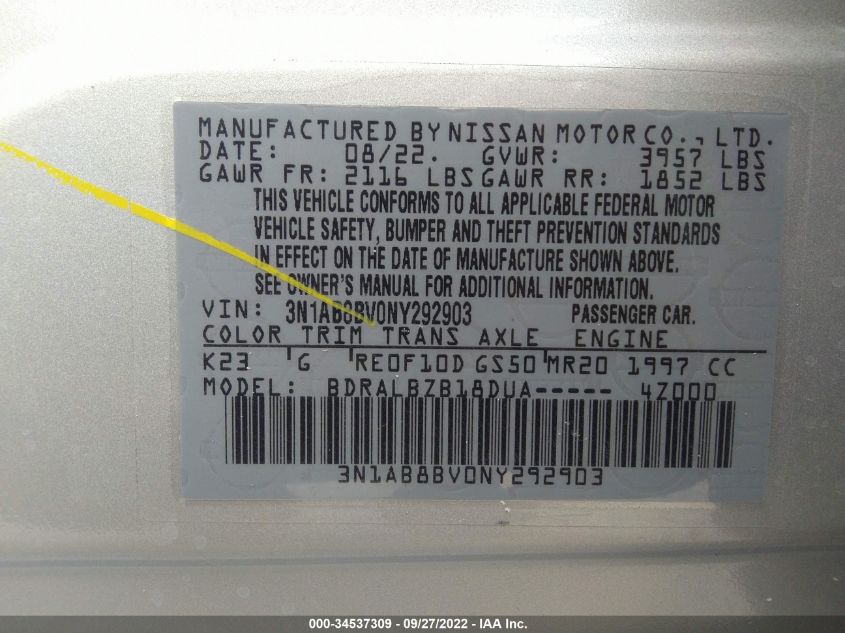 MANUFACTURED BY NISSAN MOTOR CO., LTD.
DATE: 08/22. GVWR: 3957 LBS
GAWR FR: 2116 LBS GAWR RR: 1852 LBS
THIS VEHICLE CONFORMS TO ALL APPLICABLE FEDERAL MOTOR
VEHICLE SAFETY, BUMPER AND THEFT PREVENTION STANDARDS
IN EFFECT ON THE DATE OF MANUFACTURE SHOWN ABOVE.
SEE OWNER'S MANUAL FOR ADDITIONAL INFORMATION.
VIN: 3N1AB8BV0NY292903 PASSENGER CAR.
COLOR TRIM TRANS AXLE ENGINE
K23 G RE0F10D GS50 MR20 1997 CC
MODEL: BDRALBZB18DUA----- 4Z000
3N1AB8BV0NY292903
000-34537309 - 09/27/2022 - IAA Inc.